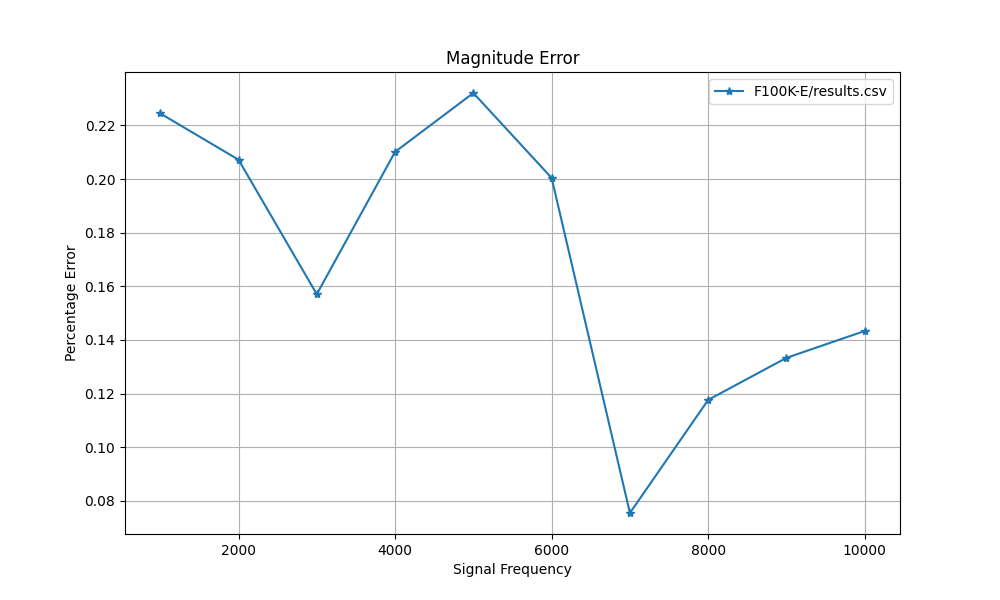 Magnitude Error
F100K-E/results.csv
Percentage Error
0.22
0.20
0.18
0.16
0.14
0.12
0.10
0.08
2000 4000 6000 8000 10000
Signal Frequency